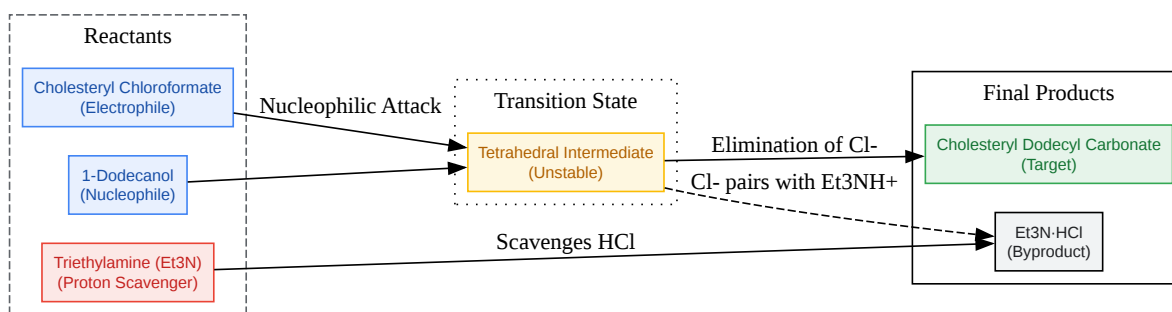 Reactants
Cholesteryl Chloroformate
(Electrophile)
1-Dodecanol
(Nucleophile)
Triethylamine (Et3N)
(Proton Scavenger)
Nucleophilic Attack
Transition State
Tetrahedral Intermediate
(Unstable)
Elimination of Cl-
Cl- pairs with Et3NH+
Scavenges HCl
Final Products
Cholesteryl Dodecyl Carbonate
(Target)
Et3N·HCl
(Byproduct)